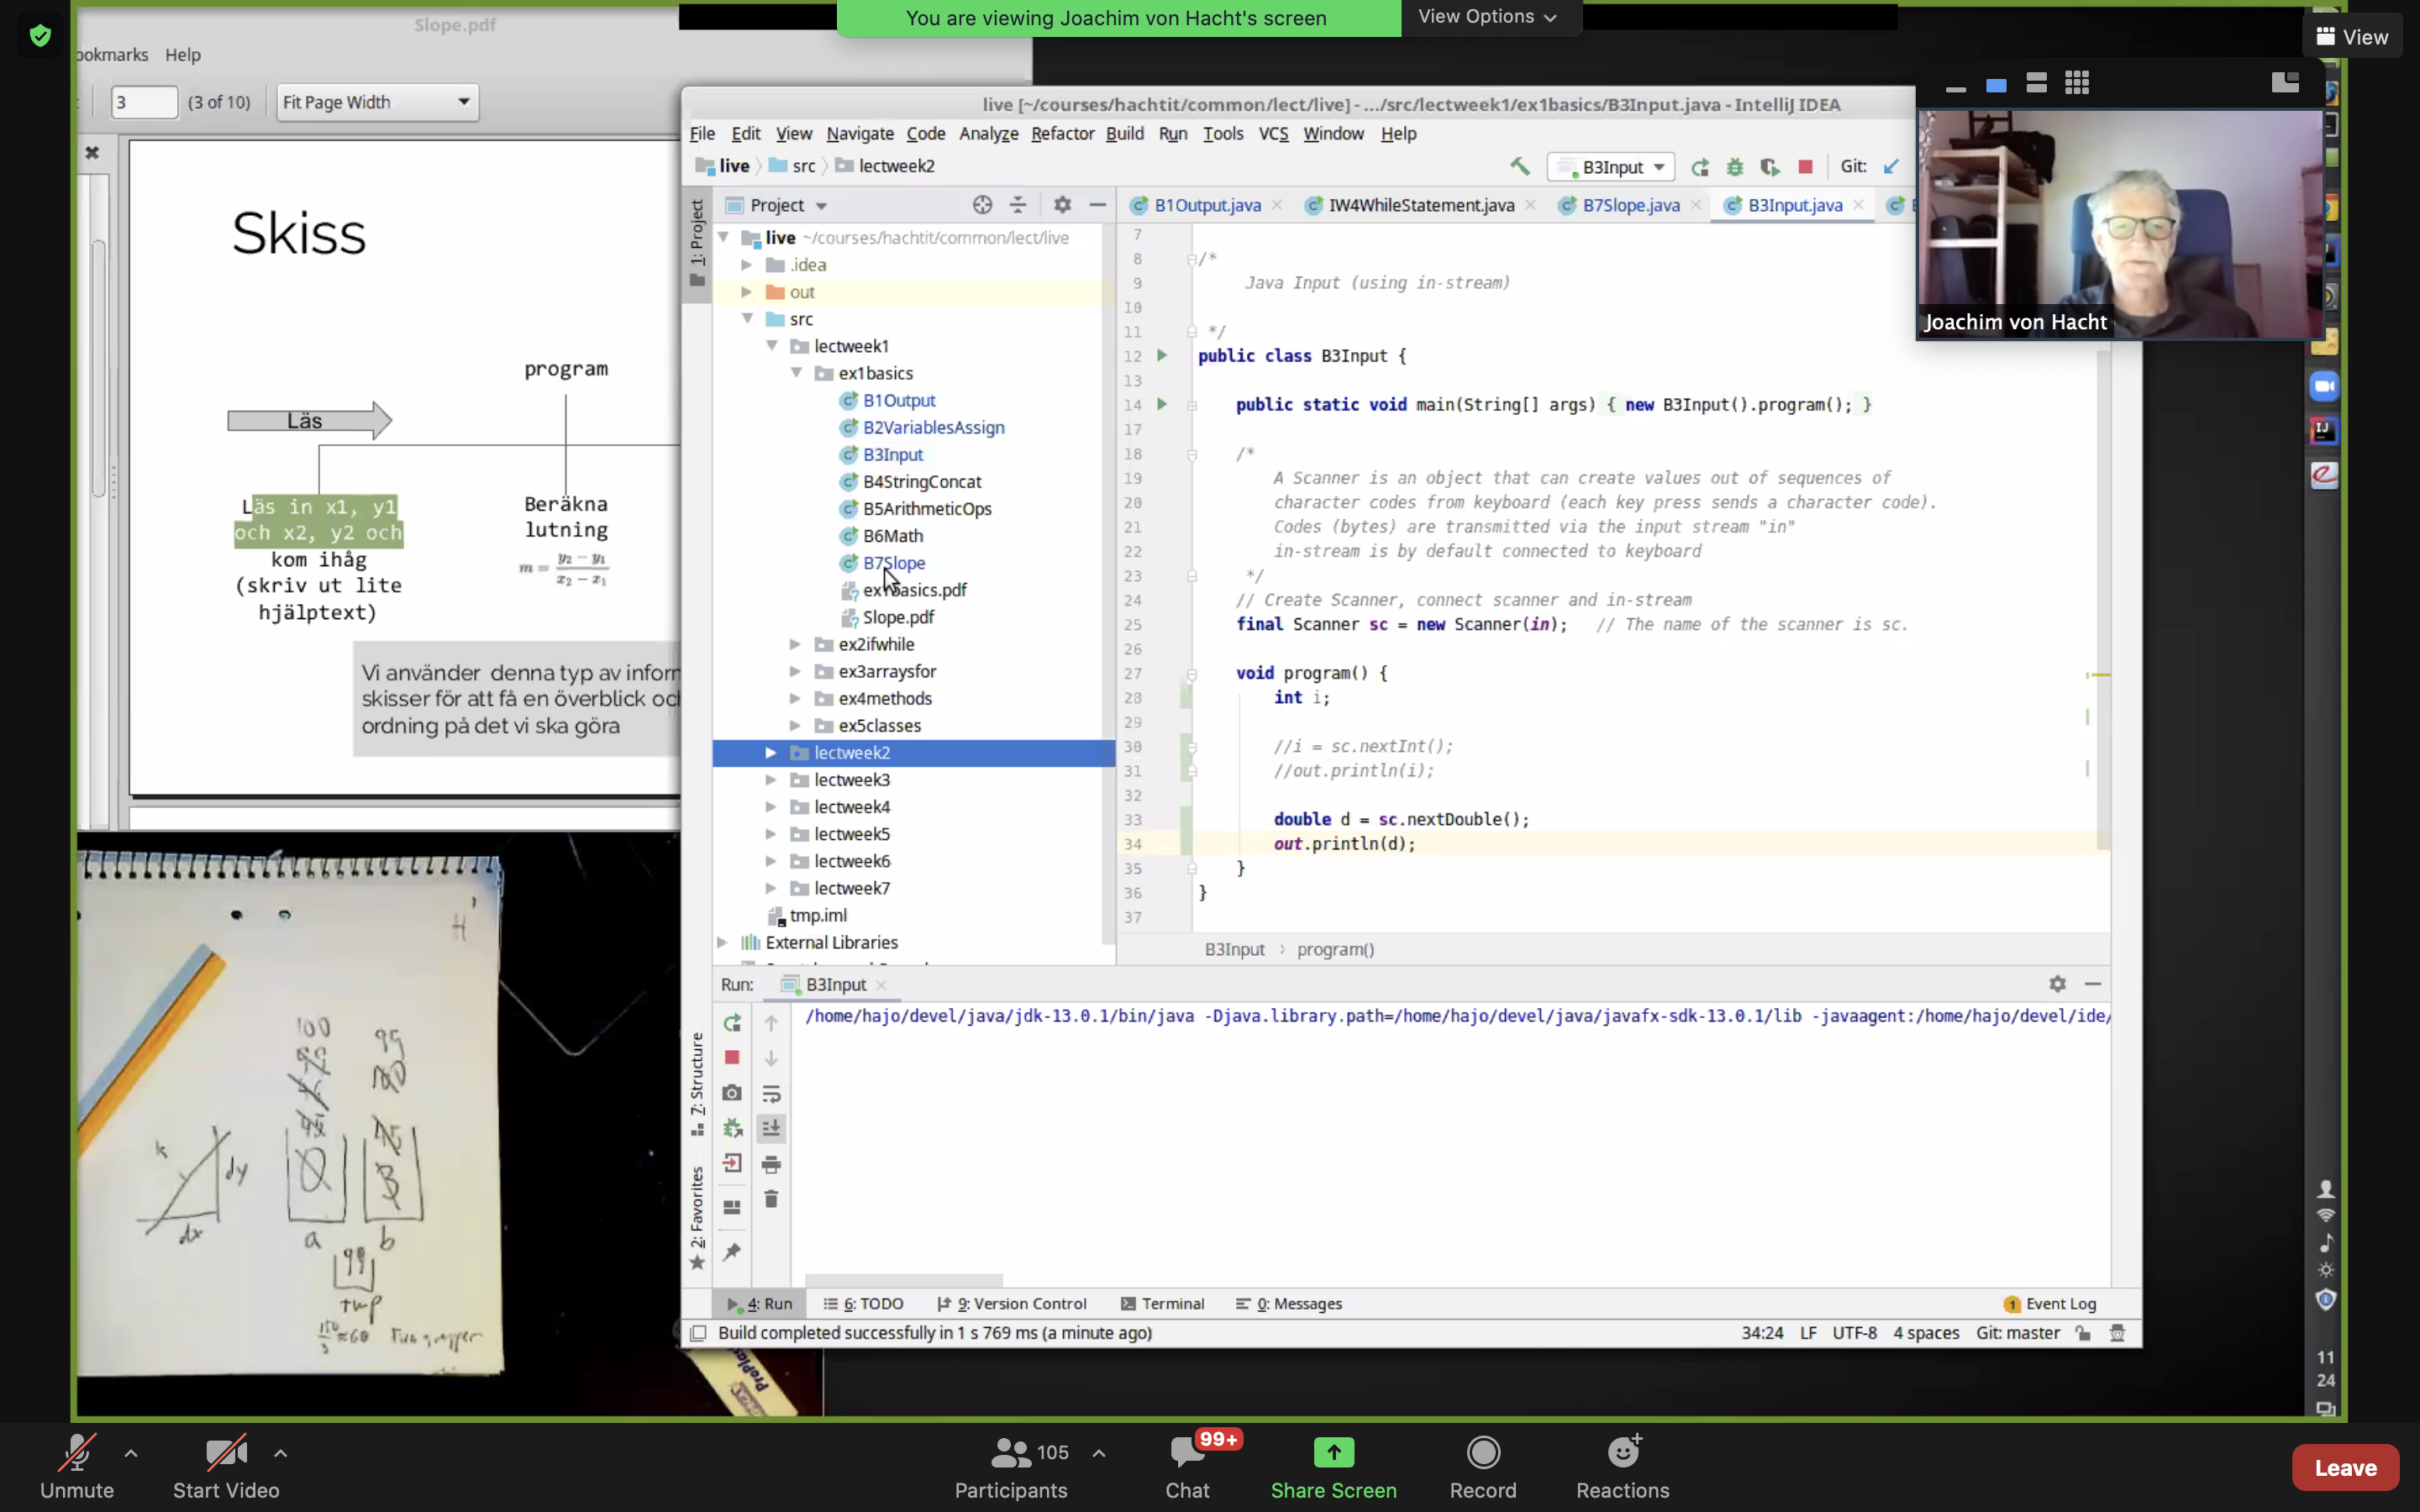 You are viewing Joachim von Hacht's screen
View Options
View
Slope.pdf
ookmarks Help
3 (3 of 10) Fit Page Width
Skiss
program
Läs
Läs in x1, y1
och x2, y2 och
kom ihåg
(skriv ut lite
hjälptext)
Beräkna
lutning
m = y2 − y1 / x2 − x1
Vi använder denna typ av inforn
skisser för att få en överblick oc
ordning på det vi ska göra
live [~/courses/hachtit/common/lect/live] - .../src/lectweek1/ex1basics/B3Input.java - IntelliJ IDEA
File Edit View Navigate Code Analyze Refactor Build Run Tools VCS Window Help
live src lectweek2
B3Input Git:
1: Project
Project
B1Output.java IW4WhileStatement.java B7Slope.java B3Input.java
live ~/courses/hachtit/common/lect/live
.idea
out
src
lectweek1
ex1basics
B1Output
B2VariablesAssign
B3Input
B4StringConcat
B5ArithmeticOps
B6Math
B7Slope
ex1basics.pdf
Slope.pdf
ex2ifwhile
ex3arraysfor
ex4methods
ex5classes
lectweek2
lectweek3
lectweek4
lectweek5
lectweek6
lectweek7
tmp.iml
External Libraries
7
8 /*
9 Java Input (using in-stream)
10
11 */
12 public class B3Input {
13
14 public static void main(String[] args) { new B3Input().program(); }
17
18 /*
19 A Scanner is an object that can create values out of sequences of
20 character codes from keyboard (each key press sends a character code).
21 Codes (bytes) are transmitted via the input stream "in"
22 in-stream is by default connected to keyboard
23 */
24 // Create Scanner, connect scanner and in-stream
25 final Scanner sc = new Scanner(in); // The name of the scanner is sc.
26
27 void program() {
28 int i;
29
30 //i = sc.nextInt();
31 //out.println(i);
32
33 double d = sc.nextDouble();
34 out.println(d);
35 }
36 }
37
B3Input program()
Joachim von Hacht
Run: B3Input
/home/hajo/devel/java/jdk-13.0.1/bin/java -Djava.library.path=/home/hajo/devel/java/javafx-sdk-13.0.1/lib -javaagent:/home/hajo/devel/ide/
7: Structure
2: Favorites
4: Run 6: TODO 9: Version Control Terminal 0: Messages 1 Event Log
Build completed successfully in 1 s 769 ms (a minute ago) 34:24 LF UTF-8 4 spaces Git: master
H
100
99
k
dy
dx
a
b
99
tmp
11
24
Unmute
Start Video
105
Participants
99+
Chat
Share Screen
Record
Reactions
Leave